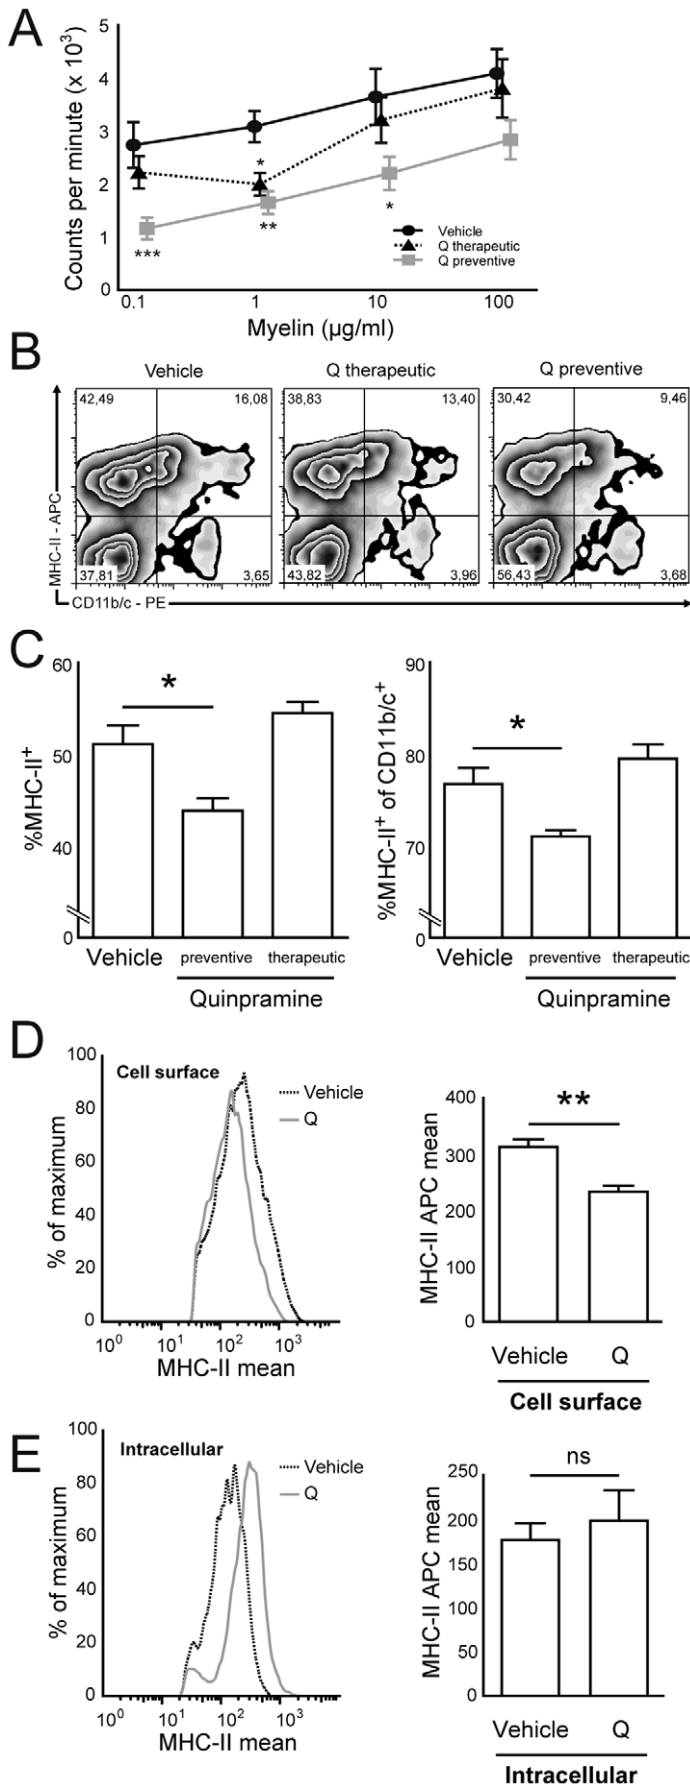 A
Counts per minute (x 10³)
5
4
3
2
1
0
*
***
**
*
Vehicle
Q therapeutic
Q preventive
0.1 1 10 100
Myelin (µg/ml)
B
Vehicle Q therapeutic Q preventive
42,49 16,08 38,83 13,40 30,42 9,46
MHC-II - APC
37,81 3,65 43,82 3,96 56,43 3,68
CD11b/c - PE
C
%MHC-II⁺
60
50
40
0
*
Vehicle preventive therapeutic
Quinpramine
%MHC-II⁺ of CD11b/c⁺
90
80
70
0
*
Vehicle preventive therapeutic
Quinpramine
D
% of maximum
100
80
60
40
20
0
Cell surface
Vehicle
Q
10⁰ 10¹ 10² 10³
MHC-II mean
MHC-II APC mean
400
300
200
100
0
**
Vehicle Q
Cell surface
E
% of maximum
100
80
60
40
20
0
Intracellular
Vehicle
Q
10⁰ 10¹ 10² 10³
MHC-II mean
MHC-II APC mean
250
200
150
100
50
0
ns
Vehicle Q
Intracellular